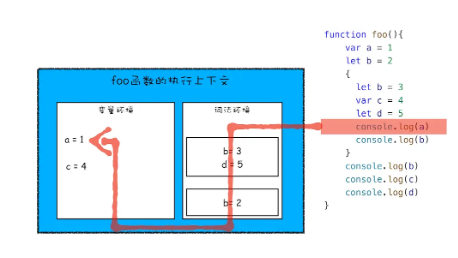 foo函数的执行上下文
变量环境
词法环境
a = 1
c = 4
b= 3
d = 5
b= 2
function foo(){
var a = 1
let b = 2
{
let b = 3
var c = 4
let d = 5
console.log(a)
console.log(b)
}
console.log(b)
console.log(c)
console.log(d)
}